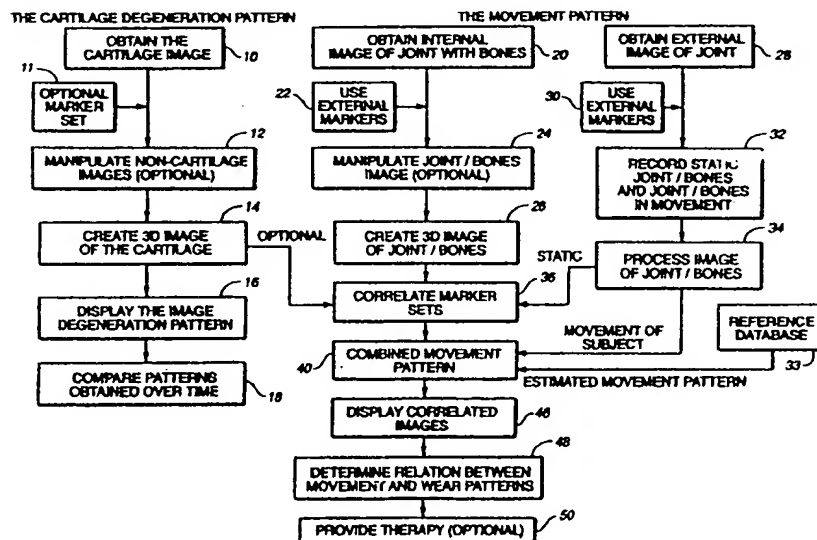 THE CARTILAGE DEGENERATION PATTERN
OBTAIN THE
CARTILAGE IMAGE
10
11
OPTIONAL
MARKER
SET
12
MANIPULATE NON-CARTILAGE
IMAGES (OPTIONAL)
14
CREATE 3D IMAGE
OF THE CARTILAGE
OPTIONAL
16
DISPLAY THE IMAGE
DEGENERATION PATTERN
COMPARE PATTERNS
OBTAINED OVER TIME
18
THE MOVEMENT PATTERN
OBTAIN INTERNAL
IMAGE OF JOINT WITH BONES
20
22
USE
EXTERNAL
MARKERS
24
MANIPULATE JOINT / BONES
IMAGE (OPTIONAL)
26
CREATE 3D IMAGE
OF JOINT / BONES
OBTAIN EXTERNAL
IMAGE OF JOINT
28
30
USE
EXTERNAL
MARKERS
32
RECORD STATIC
JOINT / BONES
AND JOINT / BONES
IN MOVEMENT
34
PROCESS IMAGE
OF JOINT / BONES
STATIC
36
CORRELATE MARKER
SETS
MOVEMENT OF
SUBJECT
REFERENCE
DATABASE
33
40
COMBINED MOVEMENT
PATTERN
ESTIMATED MOVEMENT PATTERN
DISPLAY CORRELATED
IMAGES
46
48
DETERMINE RELATION BETWEEN
MOVEMENT AND WEAR PATTERNS
50
PROVIDE THERAPY (OPTIONAL)